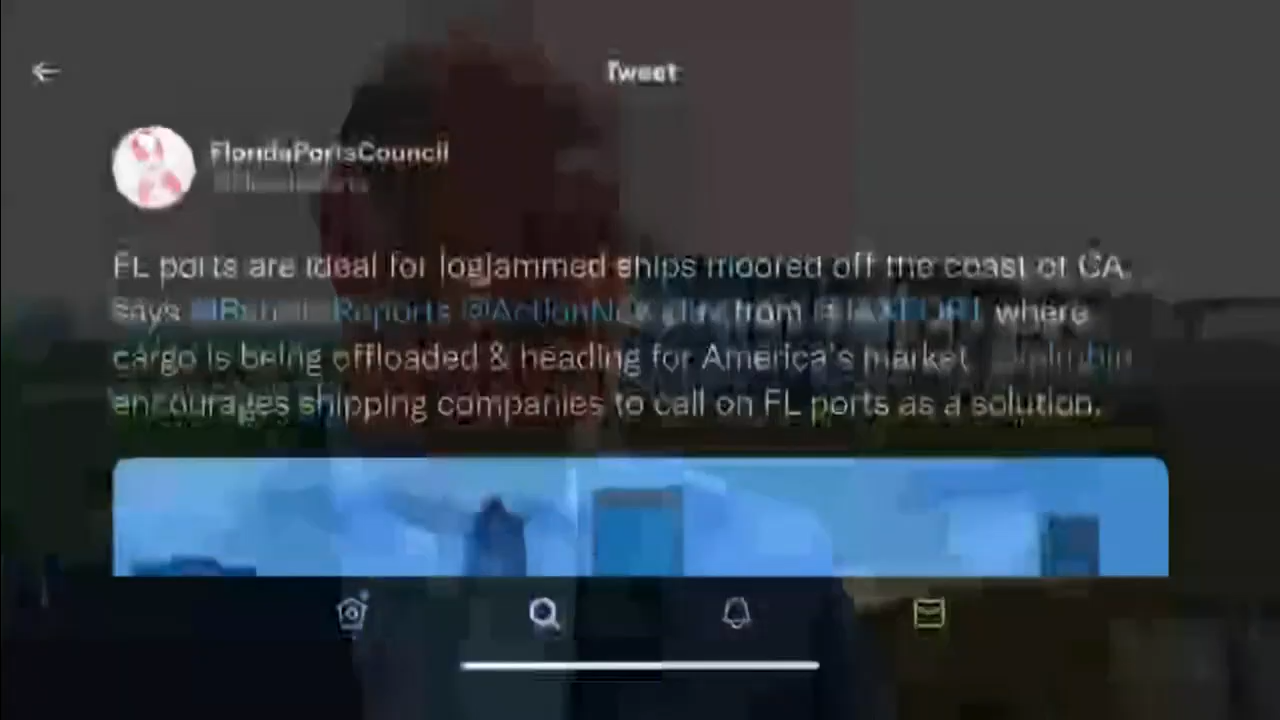 Tweet
FloridaPortsCouncil
FL ports are ideal for logjammed ships moored off the coast of CA
says Reports where
cargo is being offloaded & heading for America's market
encourages shipping companies to call on FL ports as a solution.